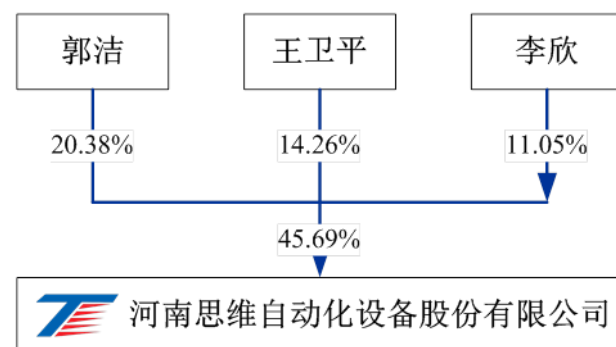 郭洁
王卫平
李欣
20.38%
14.26%
11.05%
45.69%
河南思维自动化设备股份有限公司